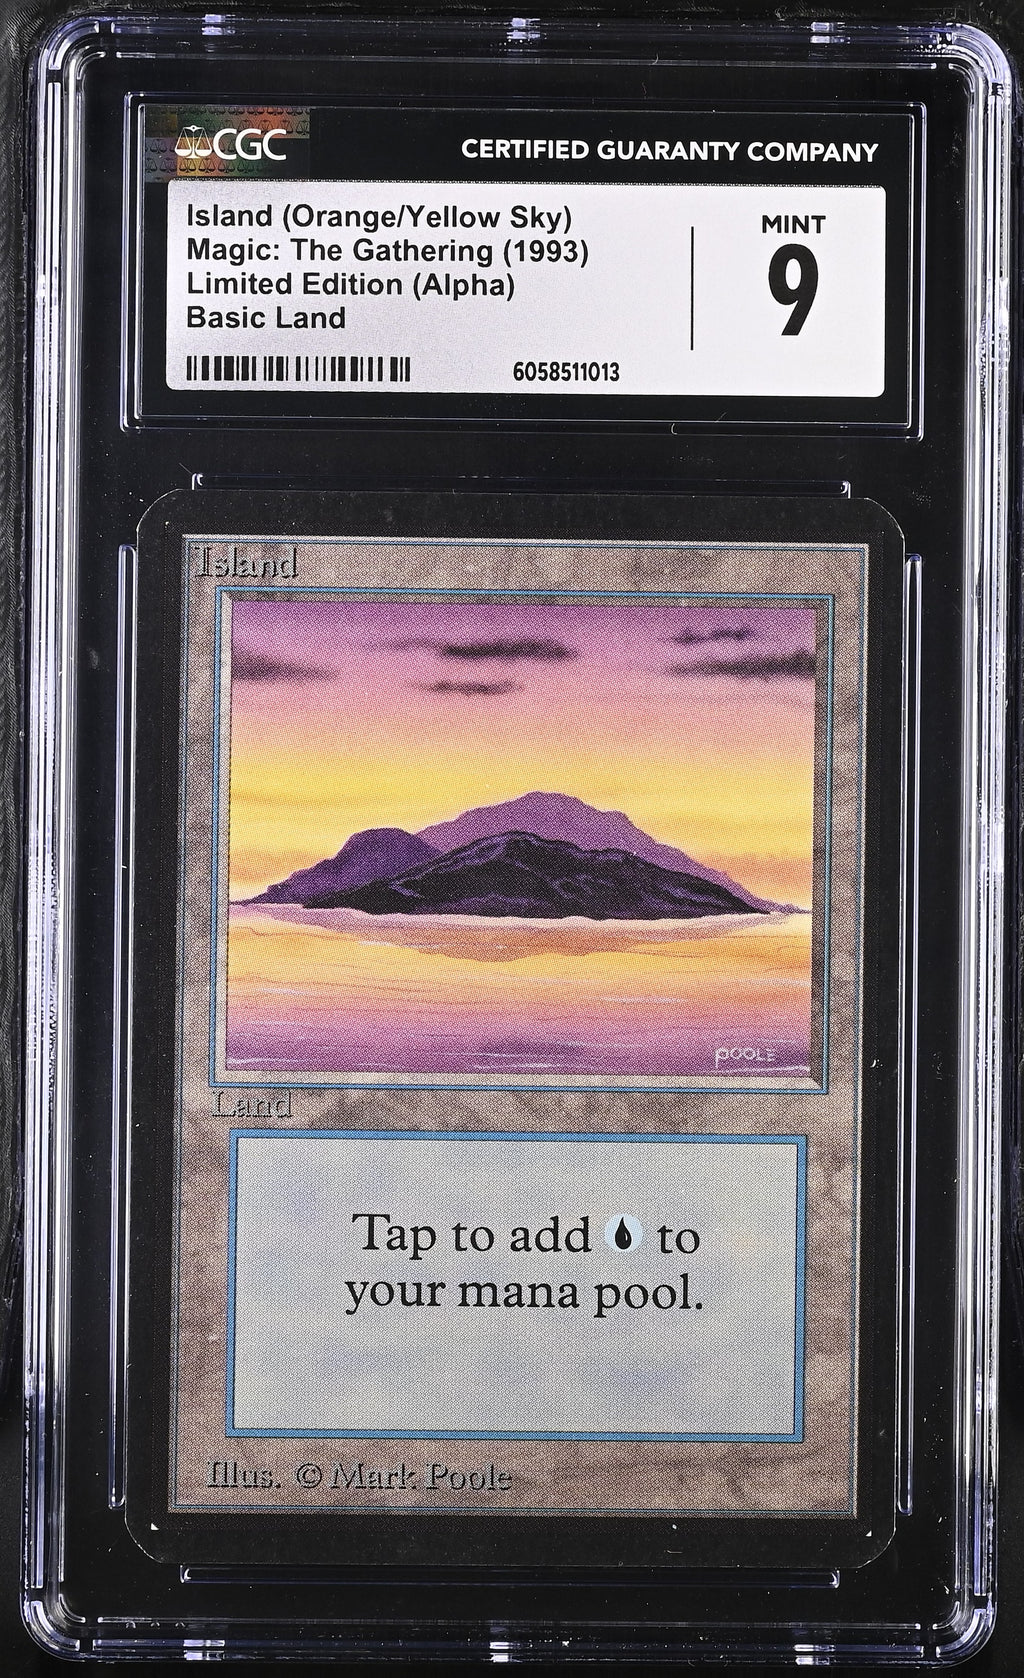 CGC
CERTIFIED GUARANTY COMPANY
Island (Orange/Yellow Sky)
Magic: The Gathering (1993)
Limited Edition (Alpha)
Basic Land
MINT
9
6058511013
Island
POOLE
Land
Tap to add to
your mana pool.
Illus. © Mark Poole